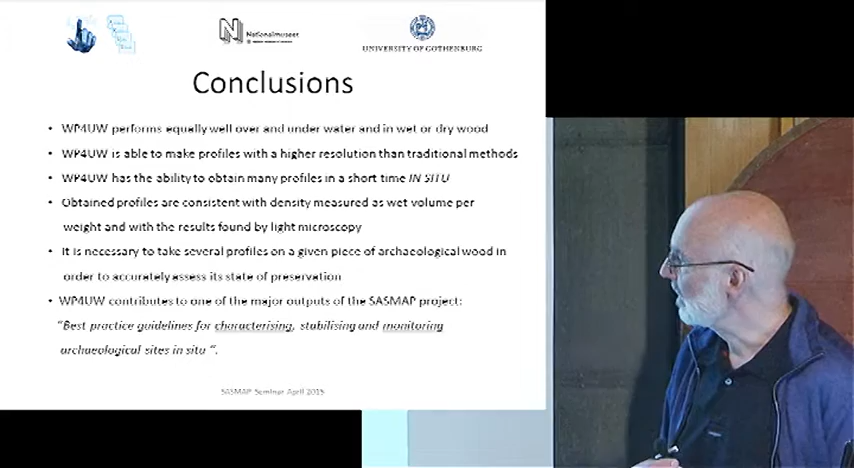 Nationalmuseet
UNIVERSITY OF GOTHENBURG
Conclusions
• WP4UW performs equally well over and under water and in wet or dry wood
• WP4UW is able to make profiles with a higher resolution than traditional methods
• WP4UW has the ability to obtain many profiles in a short time IN SITU
• Obtained profiles are consistent with density measured as wet volume per
weight and with the results found by light microscopy
• It is necessary to take several profiles on a given piece of archaeological wood in
order to accurately assess its state of preservation
• WP4UW contributes to one of the major outputs of the SASMAP project:
“Best practice guidelines for characterising, stabilising and monitoring
archaeological sites in situ “.
SASMAP Seminar April 2015